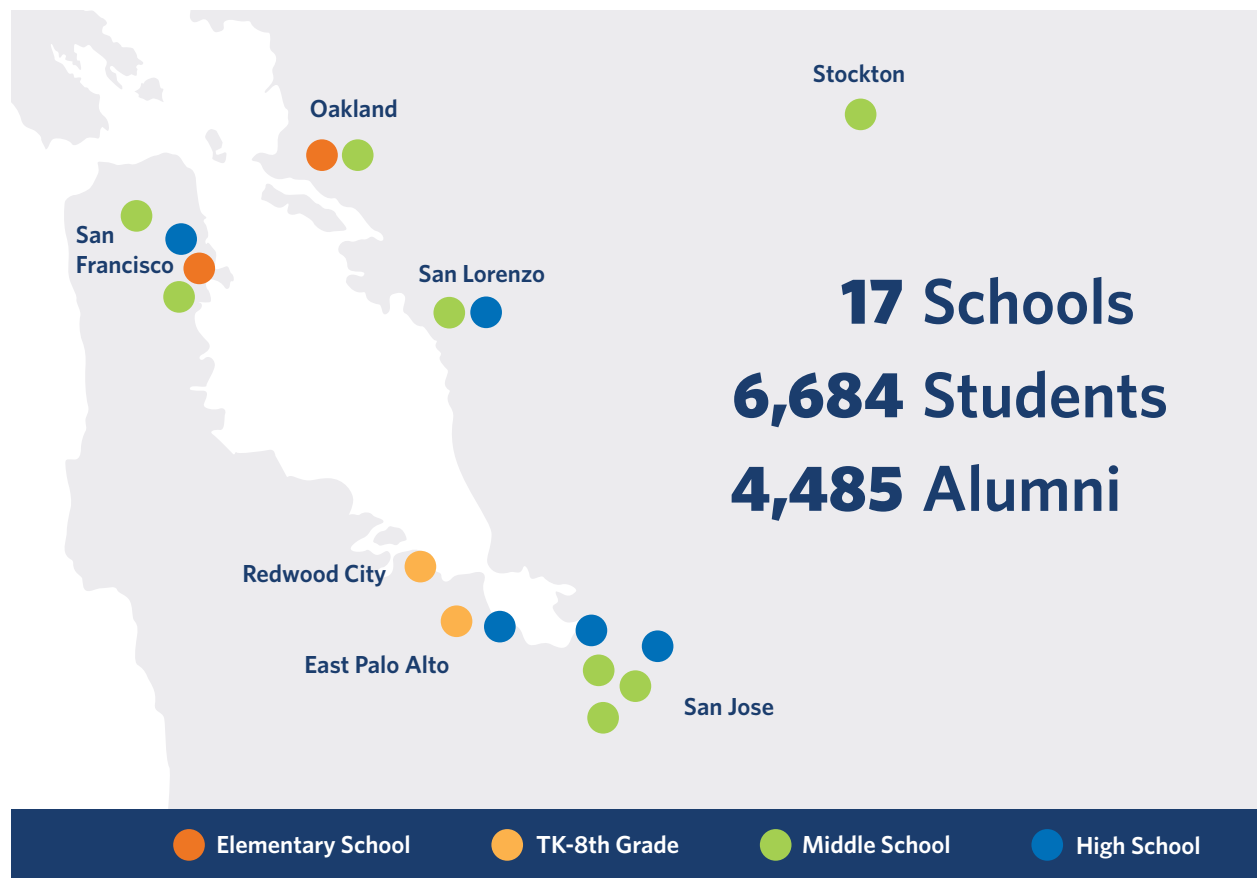 Stockton
Oakland
San
Francisco
San Lorenzo
17 Schools
6,684 Students
4,485 Alumni
Redwood City
East Palo Alto
San Jose
Elementary School
TK-8th Grade
Middle School
High School